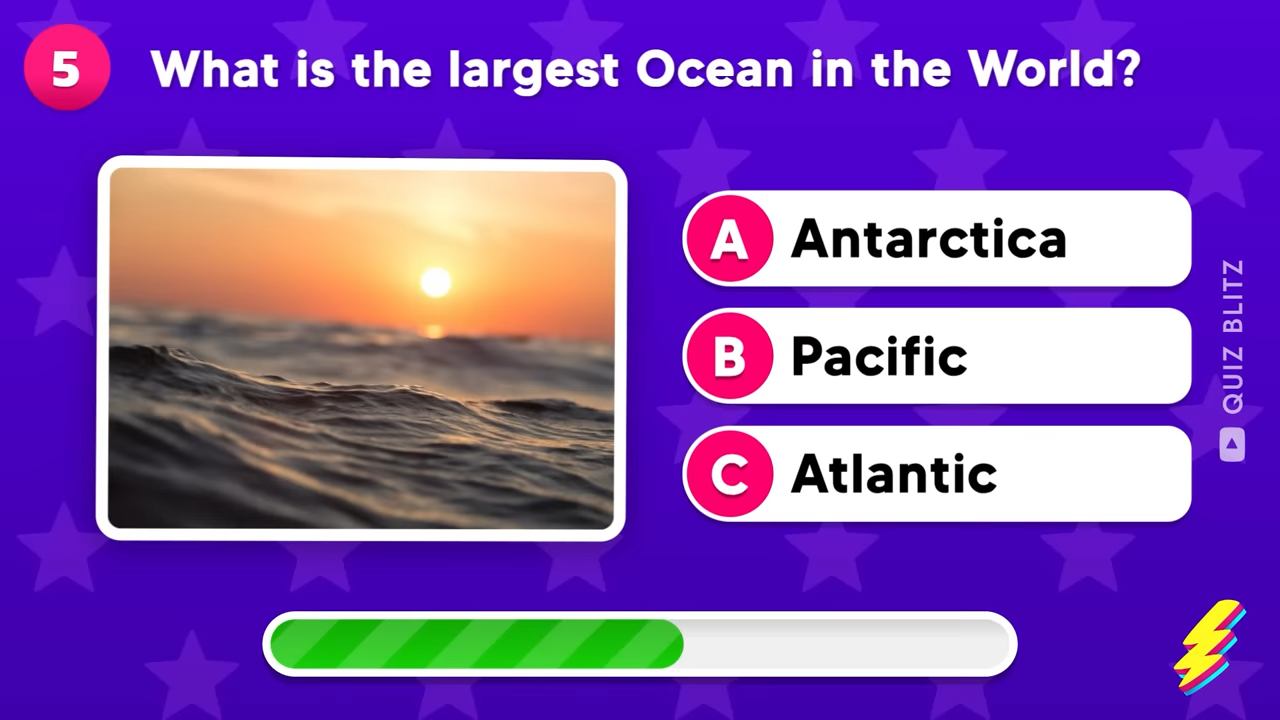 5 What is the largest Ocean in the World?
A Antarctica
B Pacific
C Atlantic
QUIZ BLITZ